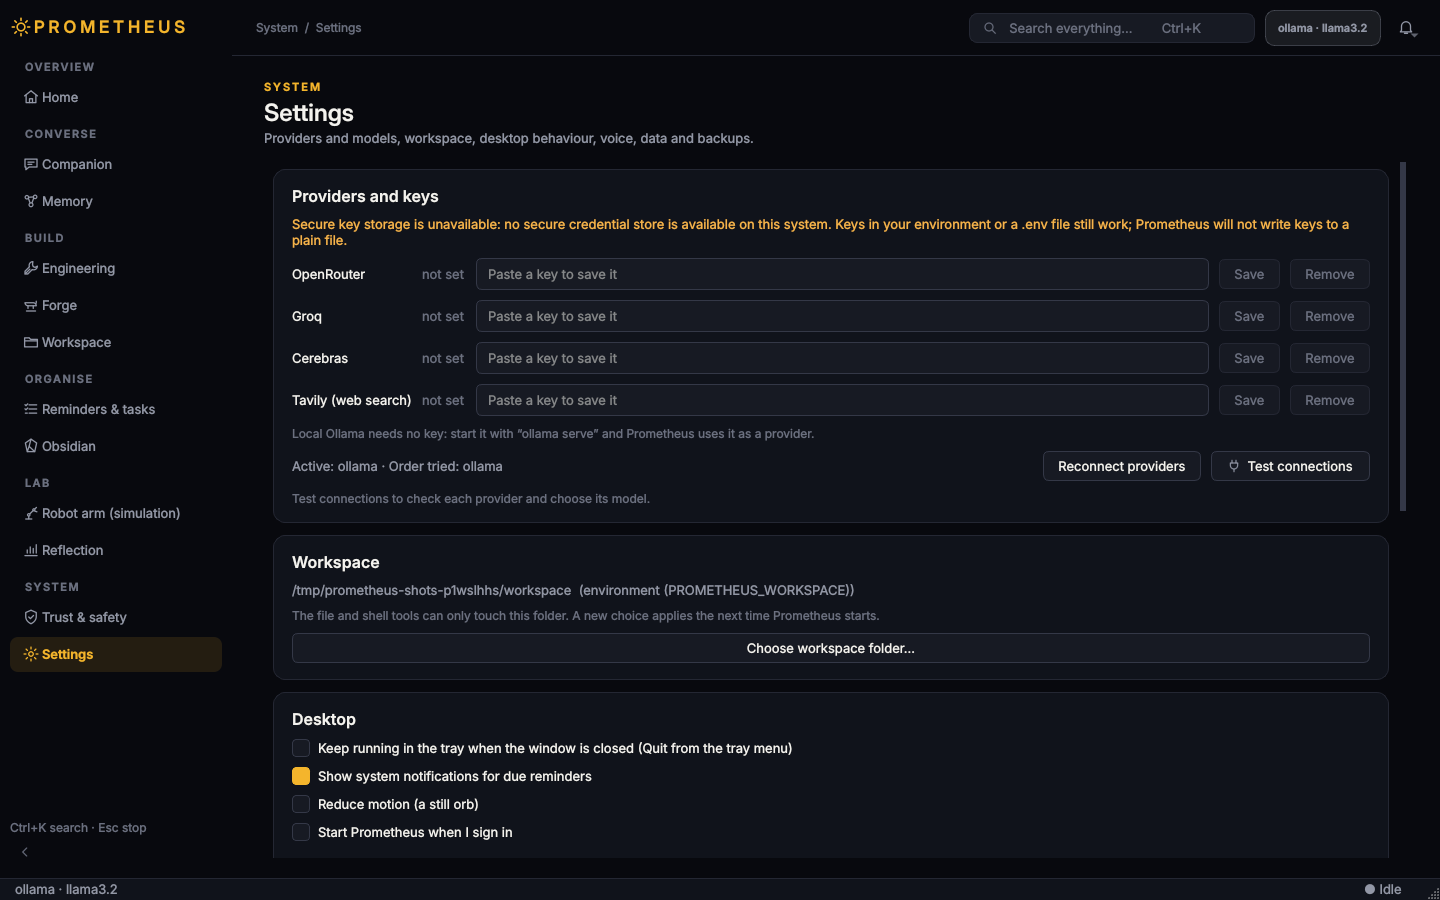 PROMETHEUS
System / Settings
Search everything... Ctrl+K
ollama · llama3.2
OVERVIEW
Home
CONVERSE
Companion
Memory
BUILD
Engineering
Forge
Workspace
ORGANISE
Reminders & tasks
Obsidian
LAB
Robot arm (simulation)
Reflection
SYSTEM
Trust & safety
Settings
Ctrl+K search · Esc stop
SYSTEM
Settings
Providers and models, workspace, desktop behaviour, voice, data and backups.
Providers and keys
Secure key storage is unavailable: no secure credential store is available on this system. Keys in your environment or a .env file still work; Prometheus will not write keys to a
plain file.
OpenRouter not set Paste a key to save it Save Remove
Groq not set Paste a key to save it Save Remove
Cerebras not set Paste a key to save it Save Remove
Tavily (web search) not set Paste a key to save it Save Remove
Local Ollama needs no key: start it with “ollama serve” and Prometheus uses it as a provider.
Active: ollama · Order tried: ollama Reconnect providers Test connections
Test connections to check each provider and choose its model.
Workspace
/tmp/prometheus-shots-p1wslhhs/workspace (environment (PROMETHEUS_WORKSPACE))
The file and shell tools can only touch this folder. A new choice applies the next time Prometheus starts.
Choose workspace folder...
Desktop
Keep running in the tray when the window is closed (Quit from the tray menu)
Show system notifications for due reminders
Reduce motion (a still orb)
Start Prometheus when I sign in
ollama · llama3.2 Idle